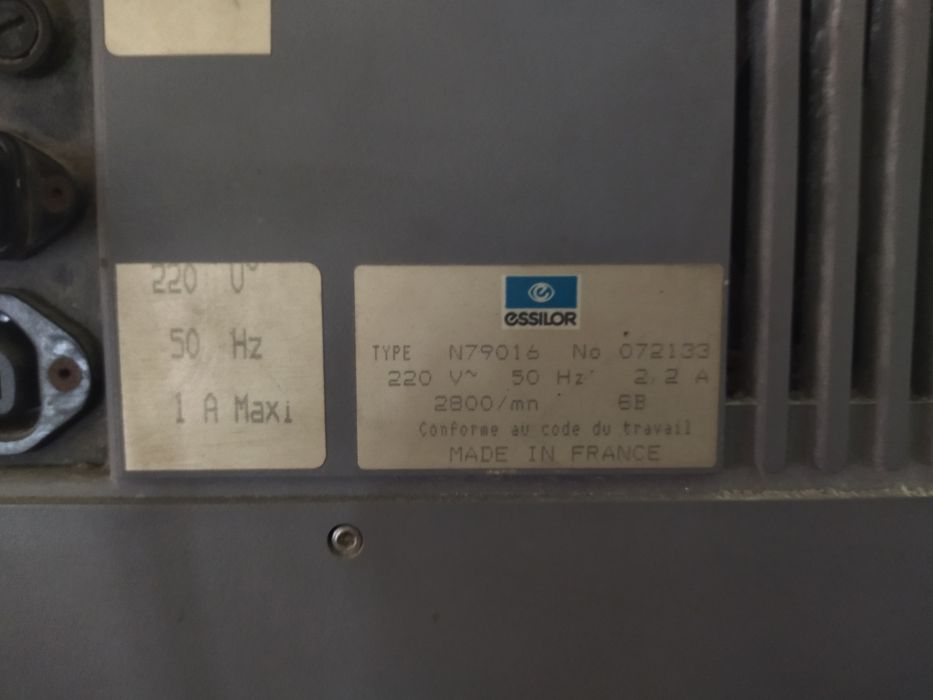 220 V~
50 Hz
1 A Maxi
essilor
TYPE N79016 No 072133
220 V~ 50 Hz 2,2 A
2800/mn 6B
Conforme au code du travail
MADE IN FRANCE